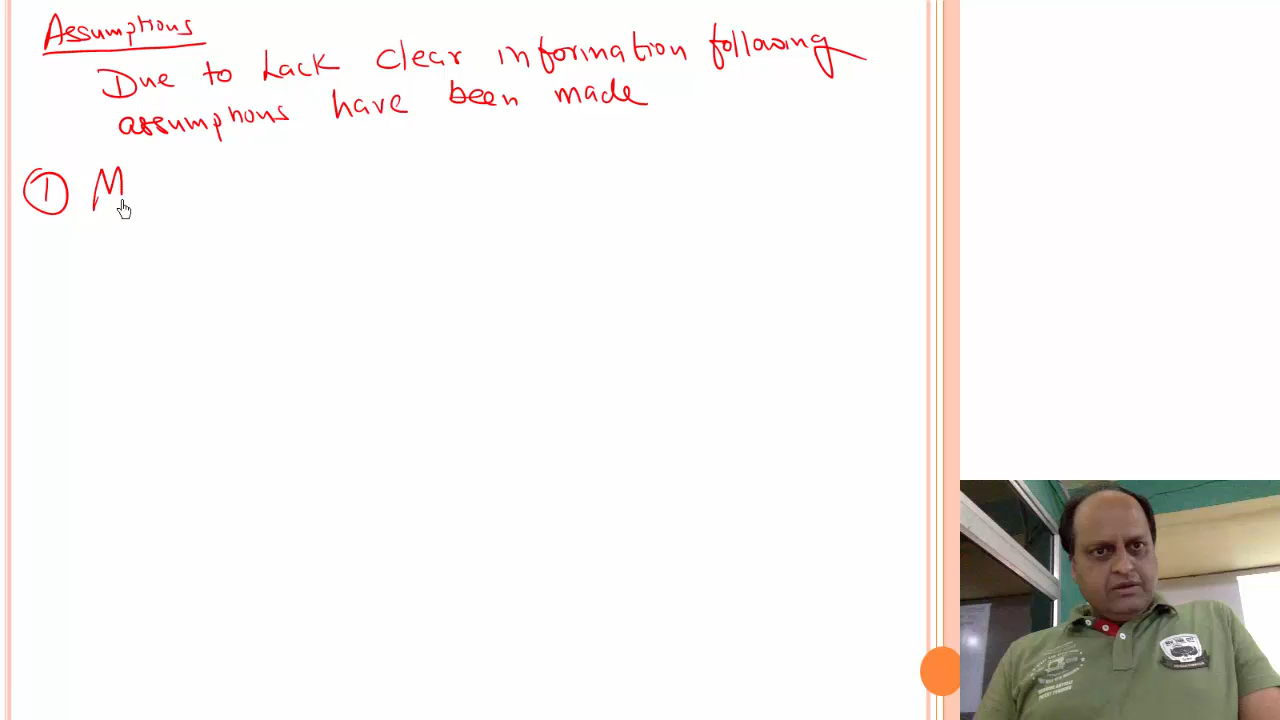 Assumptions
Due to Lack clear information following
assumptions have been made
① M